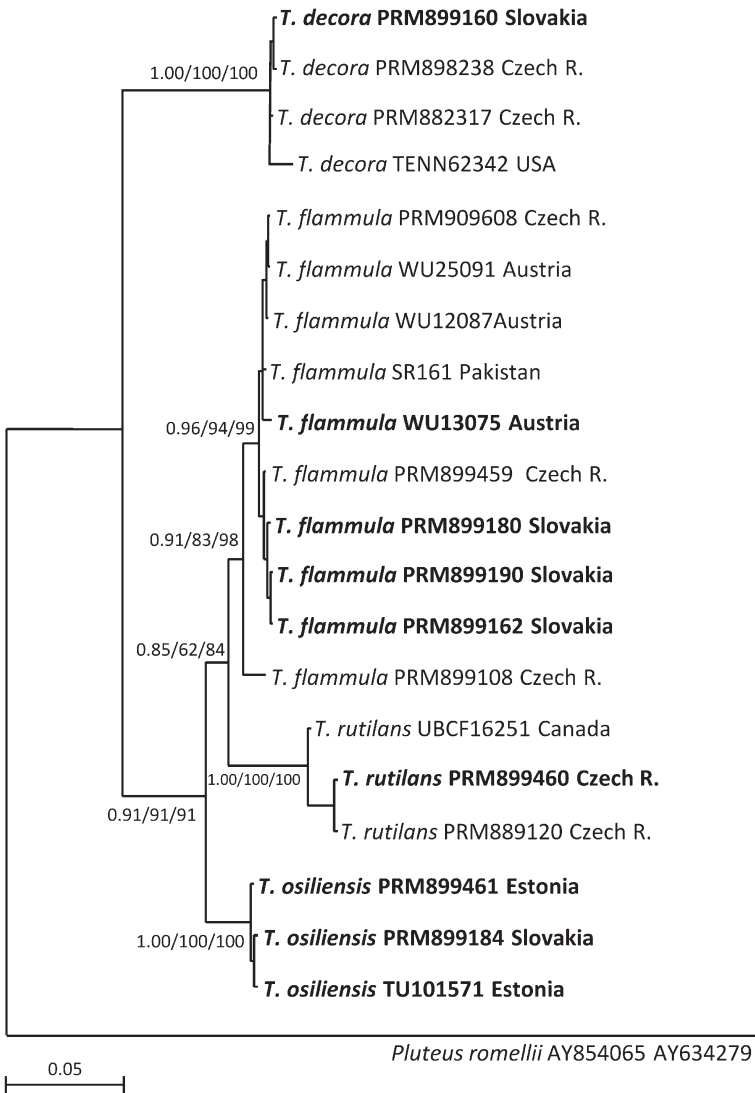 T. decora PRM899160 Slovakia
1.00/100/100
T. decora PRM898238 Czech R.
T. decora PRM882317 Czech R.
T. decora TENN62342 USA
T. flammula PRM909608 Czech R.
T. flammula WU25091 Austria
T. flammula WU12087Austria
T. flammula SR161 Pakistan
T. flammula WU13075 Austria
0.96/94/99
T. flammula PRM899459 Czech R.
T. flammula PRM899180 Slovakia
0.91/83/98
T. flammula PRM899190 Slovakia
T. flammula PRM899162 Slovakia
0.85/62/84
T. flammula PRM899108 Czech R.
T. rutilans UBCF16251 Canada
1.00/100/100
T. rutilans PRM899460 Czech R.
0.91/91/91
T. rutilans PRM889120 Czech R.
T. osiliensis PRM899461 Estonia
1.00/100/100
T. osiliensis PRM899184 Slovakia
T. osiliensis TU101571 Estonia
Pluteus romellii AY854065 AY634279
0.05